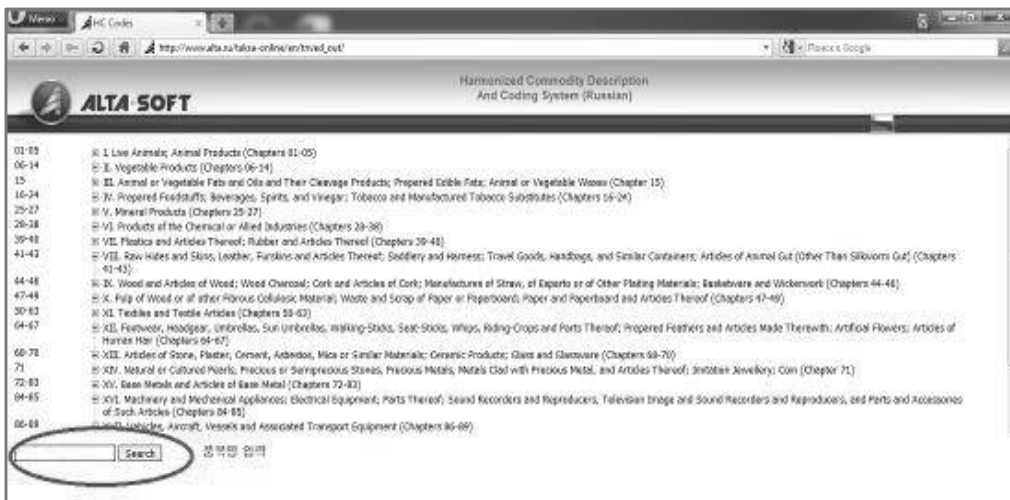 Меню
HC Codes
http://www.alta.ru/taksa-online/en/tnved_out/
Поиск в Google
ALTA SOFT
Harmonized Commodity Description
And Coding System (Russian)
01-05 I. Live Animals; Animal Products (Chapters 01-05)
06-14 II. Vegetable Products (Chapters 06-14)
15 III. Animal or Vegetable Fats and Oils and Their Cleavage Products; Prepared Edible Fats; Animal or Vegetable Waxes (Chapter 15)
16-24 IV. Prepared Foodstuffs; Beverages, Spirits, and Vinegar; Tobacco and Manufactured Tobacco Substitutes (Chapters 16-24)
25-27 V. Mineral Products (Chapters 25-27)
28-38 VI. Products of the Chemical or Allied Industries (Chapters 28-38)
39-40 VII. Plastics and Articles Thereof; Rubber and Articles Thereof (Chapters 39-40)
41-43 VIII. Raw Hides and Skins, Leather, Furskins and Articles Thereof; Saddlery and Harness; Travel Goods, Handbags, and Similar Containers; Articles of Animal Gut (Other Than Silkworm Gut) (Chapters
41-43)
44-46 IX. Wood and Articles of Wood; Wood Charcoal; Cork and Articles of Cork; Manufactures of Straw, of Esparto or of Other Plaiting Materials; Basketware and Wickerwork (Chapters 44-46)
47-49 X. Pulp of Wood or of other Fibrous Cellulosic Material; Waste and Scrap of Paper or Paperboard; Paper and Paperboard and Articles Thereof (Chapters 47-49)
50-63 XI. Textiles and Textile Articles (Chapters 50-63)
64-67 XII. Footwear, Headgear, Umbrellas, Sun Umbrellas, Walking-Sticks, Seat-Sticks, Whips, Riding-Crops and Parts Thereof; Prepared Feathers and Articles Made Therewith; Artificial Flowers; Articles of
Human Hair (Chapters 64-67)
68-70 XIII. Articles of Stone, Plaster, Cement, Asbestos, Mica or Similar Materials; Ceramic Products; Glass and Glassware (Chapters 68-70)
71 XIV. Natural or Cultured Pearls, Precious or Semiprecious Stones, Precious Metals, Metals Clad with Precious Metal, and Articles Thereof; Imitation Jewellery; Coin (Chapter 71)
72-83 XV. Base Metals and Articles of Base Metal (Chapters 72-83)
84-85 XVI. Machinery and Mechanical Appliances; Electrical Equipment; Parts Thereof; Sound Recorders and Reproducers, Television Image and Sound Recorders and Reproducers, and Parts and Accessories
of Such Articles (Chapters 84-85)
86-89 XVII. Vehicles, Aircraft, Vessels and Associated Transport Equipment (Chapters 86-89)
Search 품목명 입력